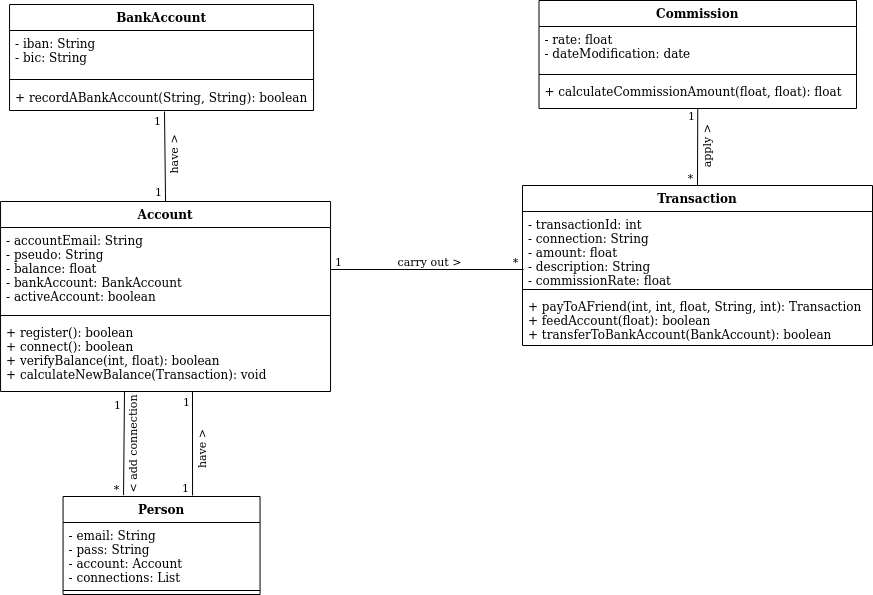 BankAccount
- iban: String
- bic: String
+ recordABankAccount(String, String): boolean
Commission
- rate: float
- dateModification: date
+ calculateCommissionAmount(float, float): float
1
have >
1
1
apply >
*
Account
- accountEmail: String
- pseudo: String
- balance: float
- bankAccount: BankAccount
- activeAccount: boolean
+ register(): boolean
+ connect(): boolean
+ verifyBalance(int, float): boolean
+ calculateNewBalance(Transaction): void
1
carry out >
*
Transaction
- transactionId: int
- connection: String
- amount: float
- description: String
- commissionRate: float
+ payToAFriend(int, int, float, String, int): Transaction
+ feedAccount(float): boolean
+ transferToBankAccount(BankAccount): boolean
1
< add connection
*
1
have >
1
Person
- email: String
- pass: String
- account: Account
- connections: List